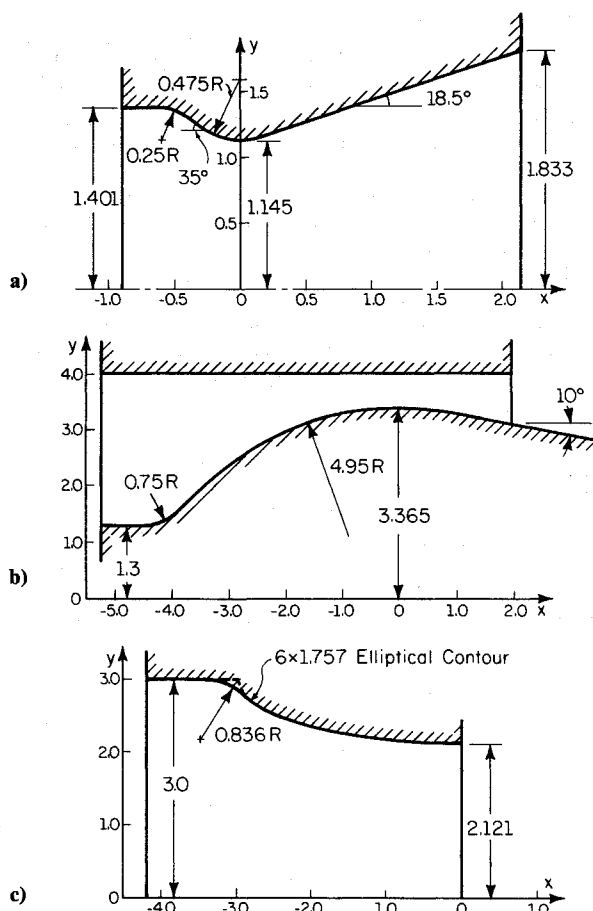 a)
y
0.475R
1.5
18.5°
0.25R
1.0
35°
1.401
1.145
1.833
0.5
-1.0 -0.5 0 0.5 1.0 1.5 2.0 x
b)
y
4.0
10°
3.0
0.75R
4.95R
2.0
3.365
1.0
1.3
0
-5.0 -4.0 -3.0 -2.0 -1.0 0 1.0 2.0 x
c)
y
6×1.757 Elliptical Contour
3.0
0.836R
2.0
3.0
2.121
1.0
x
0
-4.0 -3.0 -2.0 -1.0 0 1.0